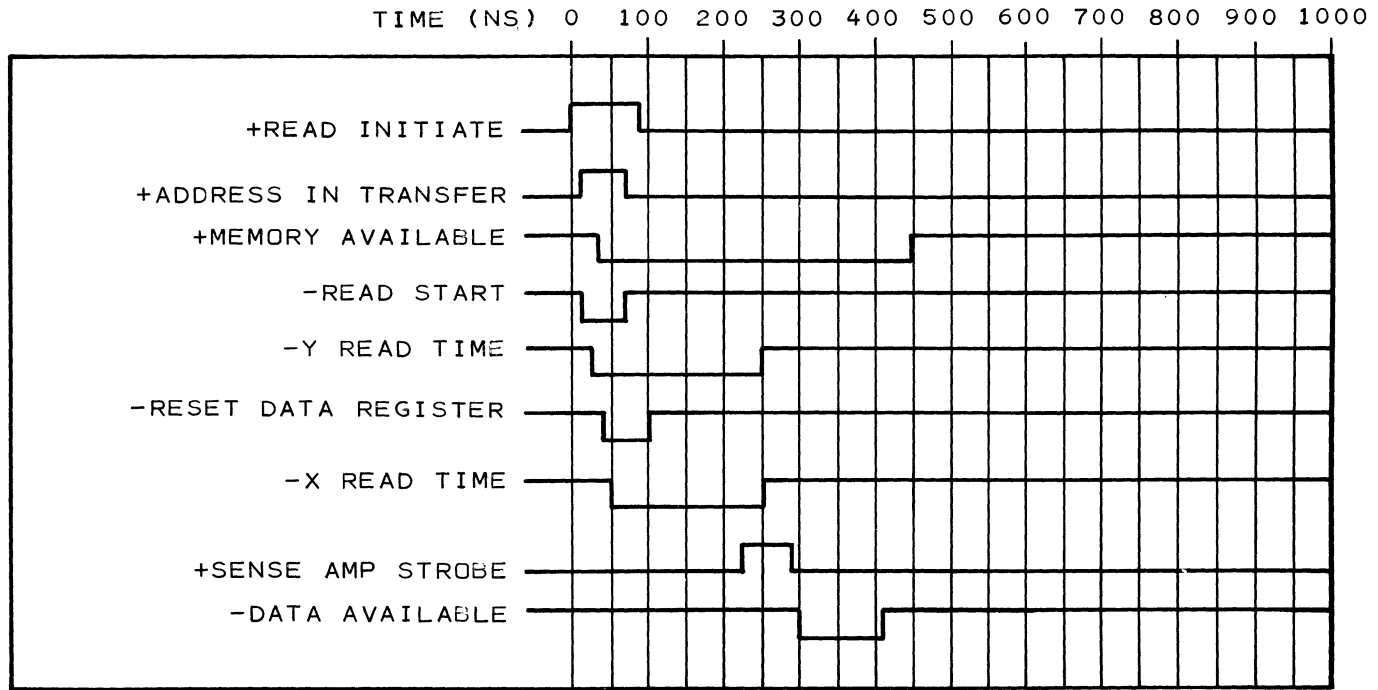 TIME (NS) 0 100 200 300 400 500 600 700 800 900 1000
+READ INITIATE
+ADDRESS IN TRANSFER
+MEMORY AVAILABLE
-READ START
-Y READ TIME
-RESET DATA REGISTER
-X READ TIME
+SENSE AMP STROBE
-DATA AVAILABLE